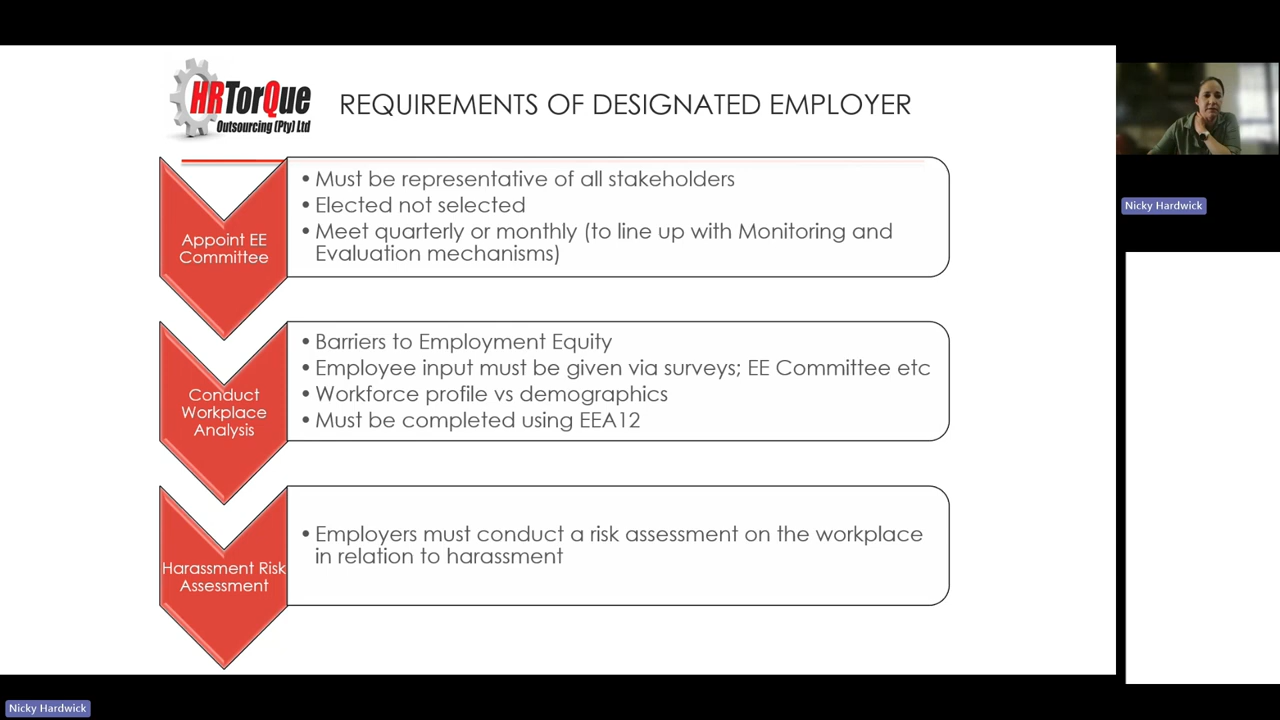 HRTorQue
Outsourcing (Pty) Ltd
REQUIREMENTS OF DESIGNATED EMPLOYER
Appoint EE
Committee
• Must be representative of all stakeholders
• Elected not selected
• Meet quarterly or monthly (to line up with Monitoring and
Evaluation mechanisms)
Conduct
Workplace
Analysis
• Barriers to Employment Equity
• Employee input must be given via surveys; EE Committee etc
• Workforce profile vs demographics
• Must be completed using EEA12
Harassment Risk
Assessment
• Employers must conduct a risk assessment on the workplace
in relation to harassment
Nicky Hardwick
Nicky Hardwick